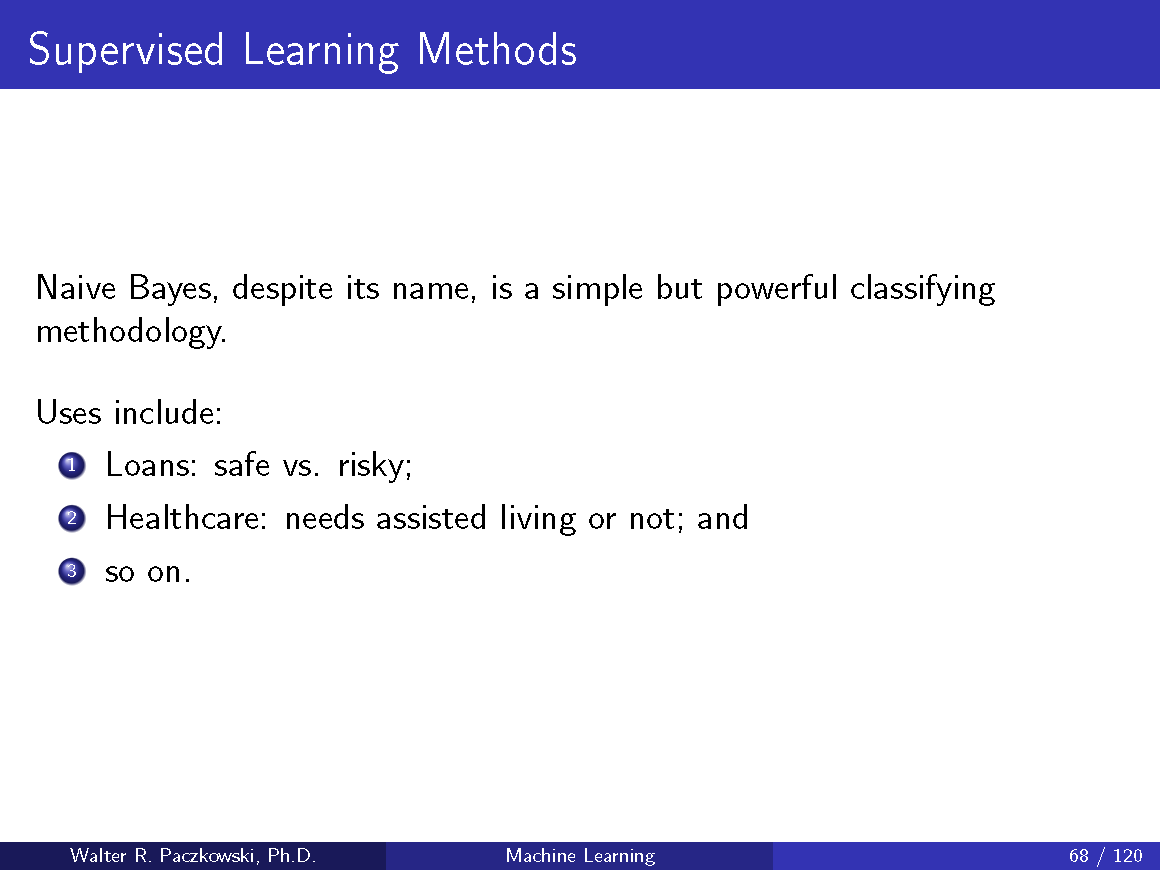 Supervised Learning Methods
Naive Bayes, despite its name, is a simple but powerful classifying
methodology.
Uses include:
1 Loans: safe vs. risky;
2 Healthcare: needs assisted living or not; and
3 so on.
Walter R. Paczkowski, Ph.D. Machine Learning 68 / 120